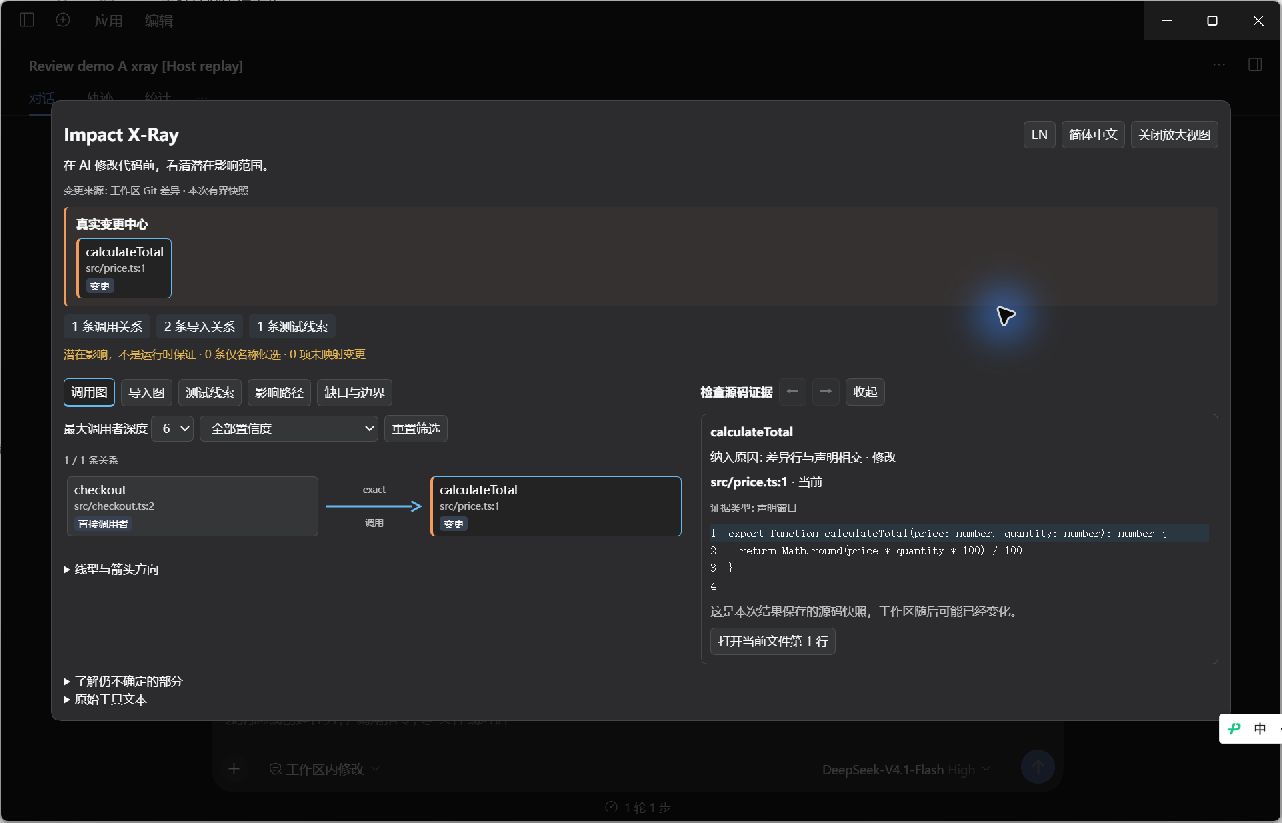 应用 编辑
Review demo A xray [Host replay]
对话 轨迹 统计
Impact X-Ray
EN 简体中文 关闭放大视图
在 AI 修改代码前，看清潜在影响范围。
变更来源: 工作区 Git 差异 · 本次有界快照
真实变更中心
calculateTotal
src/price.ts:1
变更
1 条调用关系 2 条导入关系 1 条测试线索
潜在影响，不是运行时保证 · 0 条仅名称候选 · 0 项未映射变更
调用图 导入图 测试线索 影响路径 缺口与边界
最大调用者深度 6 全部置信度 重置筛选
1 / 1 条关系
checkout
src/checkout.ts:2
直接调用者
exact
调用
calculateTotal
src/price.ts:1
变更
线型与箭头方向
检查源码证据 ← → 收起
calculateTotal
纳入原因: 差异行与声明相交 · 修改
src/price.ts:1 · 当前
证据类型: 声明窗口
1 export function calculateTotal(price: number, quantity: number): number {
2 return Math.round(price * quantity * 100) / 100
3 }
4
这是本次结果保存的源码快照，工作区随后可能已经变化。
打开当前文件第 1 行
了解仍不确定的部分
原始工具文本
工作区内修改
DeepSeek-V4.1-Flash High
1 轮 1 步
中